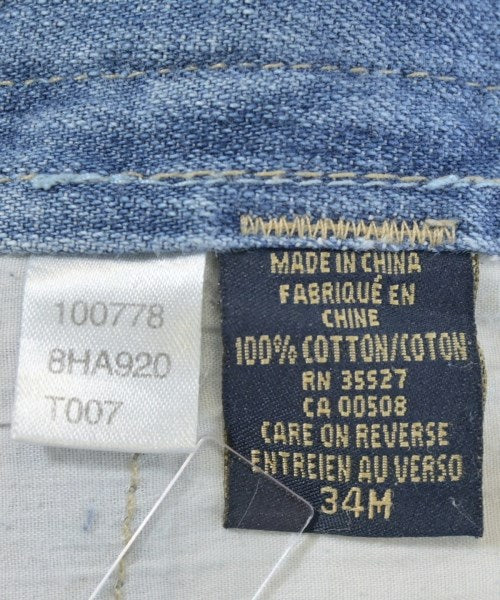 100778
8HA920
T007
MADE IN CHINA
FABRIQUÉ EN
CHINE
100% COTTON/COTON
RN 35527
CA 00508
CARE ON REVERSE
ENTREIEN AU VERSO
34M